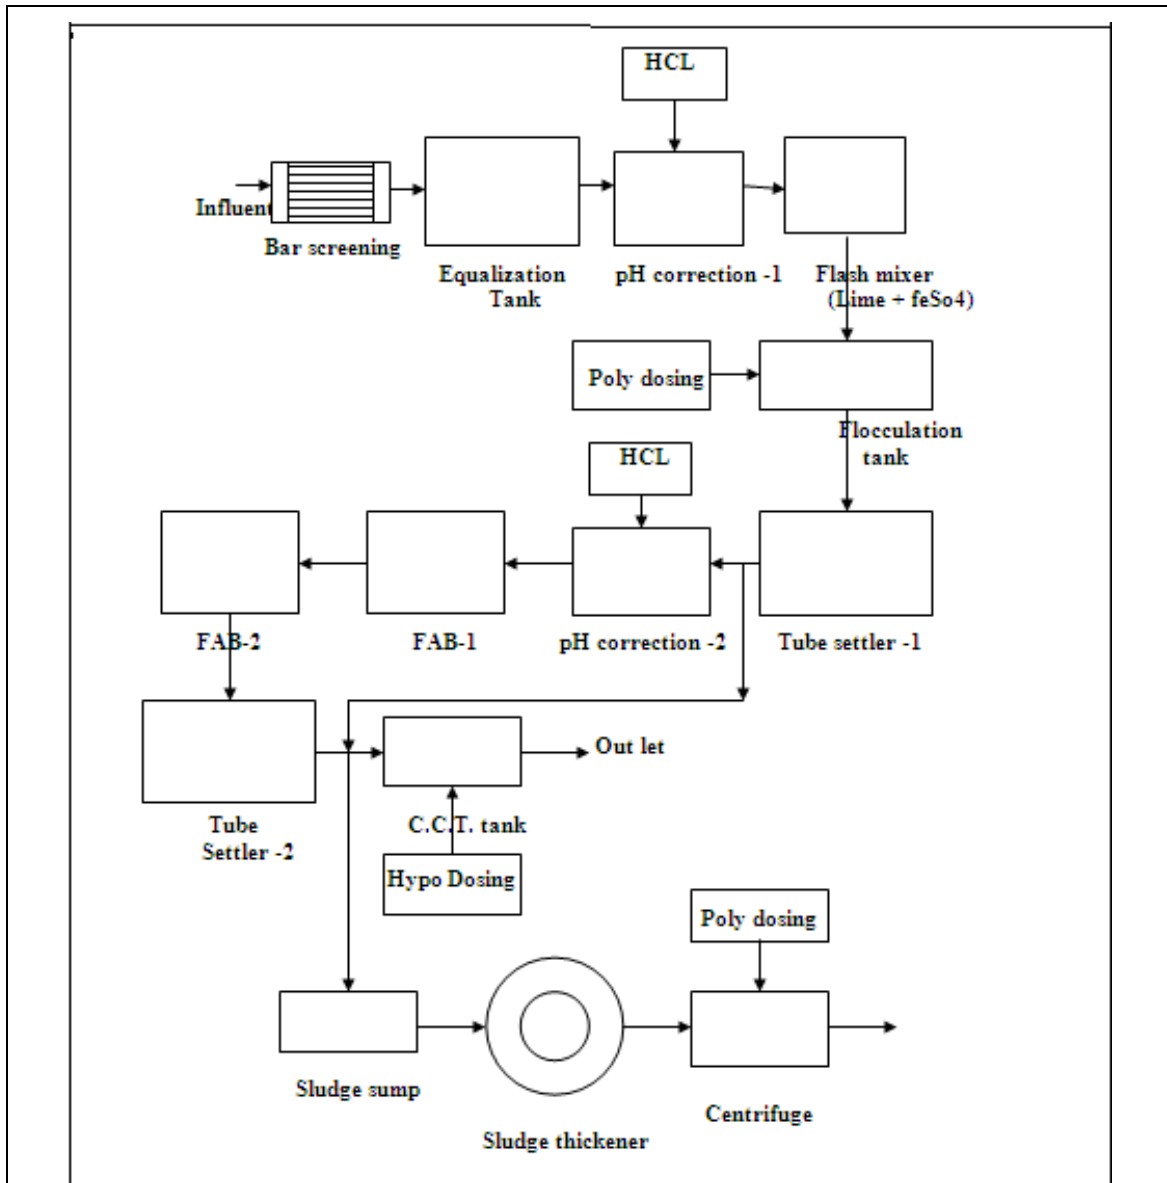 HCL
Influent
Bar screening
Equalization
Tank
pH correction -1
Flash mixer
(Lime + feSo4)
Poly dosing
Flocculation
tank
HCL
FAB-2
FAB-1
pH correction -2
Tube settler -1
Out let
Tube
Settler -2
C.C.T. tank
Hypo Dosing
Poly dosing
Sludge sump
Sludge thickener
Centrifuge